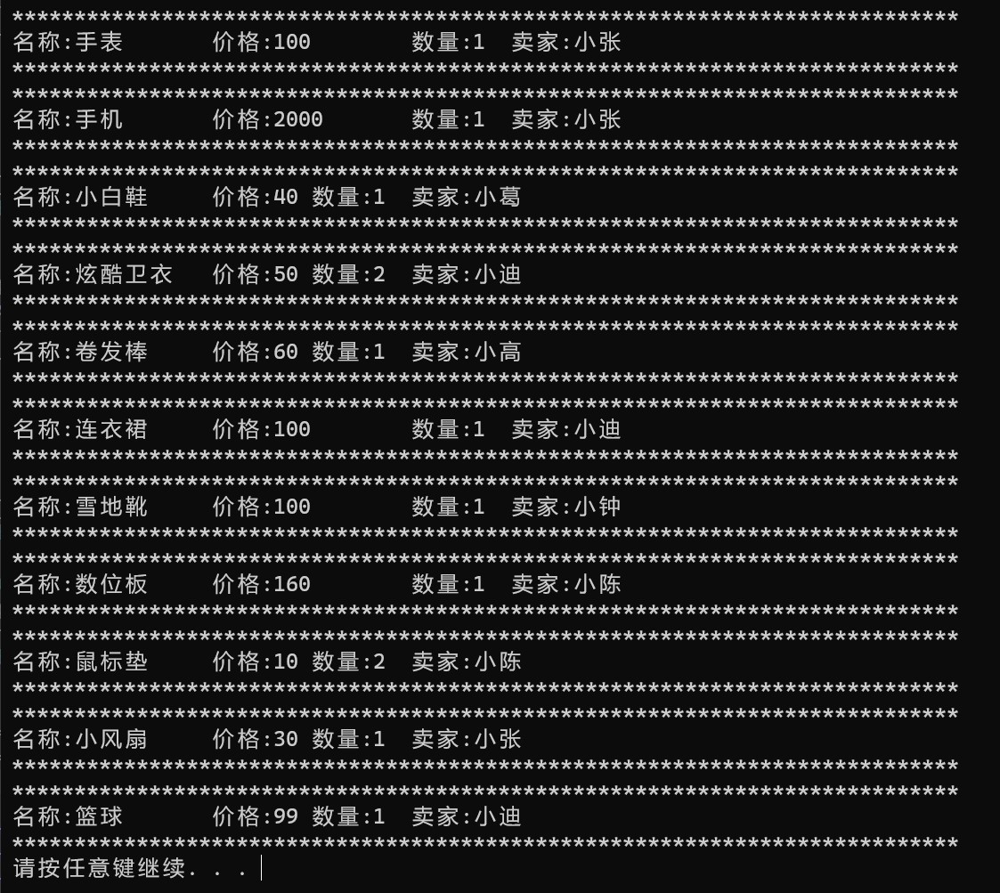 ****************************************************************************
名称:手表 价格:100 数量:1 卖家:小张
****************************************************************************
****************************************************************************
名称:手机 价格:2000 数量:1 卖家:小张
****************************************************************************
****************************************************************************
名称:小白鞋 价格:40 数量:1 卖家:小葛
****************************************************************************
****************************************************************************
名称:炫酷卫衣 价格:50 数量:2 卖家:小迪
****************************************************************************
****************************************************************************
名称:卷发棒 价格:60 数量:1 卖家:小高
****************************************************************************
****************************************************************************
名称:连衣裙 价格:100 数量:1 卖家:小迪
****************************************************************************
****************************************************************************
名称:雪地靴 价格:100 数量:1 卖家:小钟
****************************************************************************
****************************************************************************
名称:数位板 价格:160 数量:1 卖家:小陈
****************************************************************************
****************************************************************************
名称:鼠标垫 价格:10 数量:2 卖家:小陈
****************************************************************************
****************************************************************************
名称:小风扇 价格:30 数量:1 卖家:小张
****************************************************************************
****************************************************************************
名称:篮球 价格:99 数量:1 卖家:小迪
****************************************************************************
请按任意键继续. . .